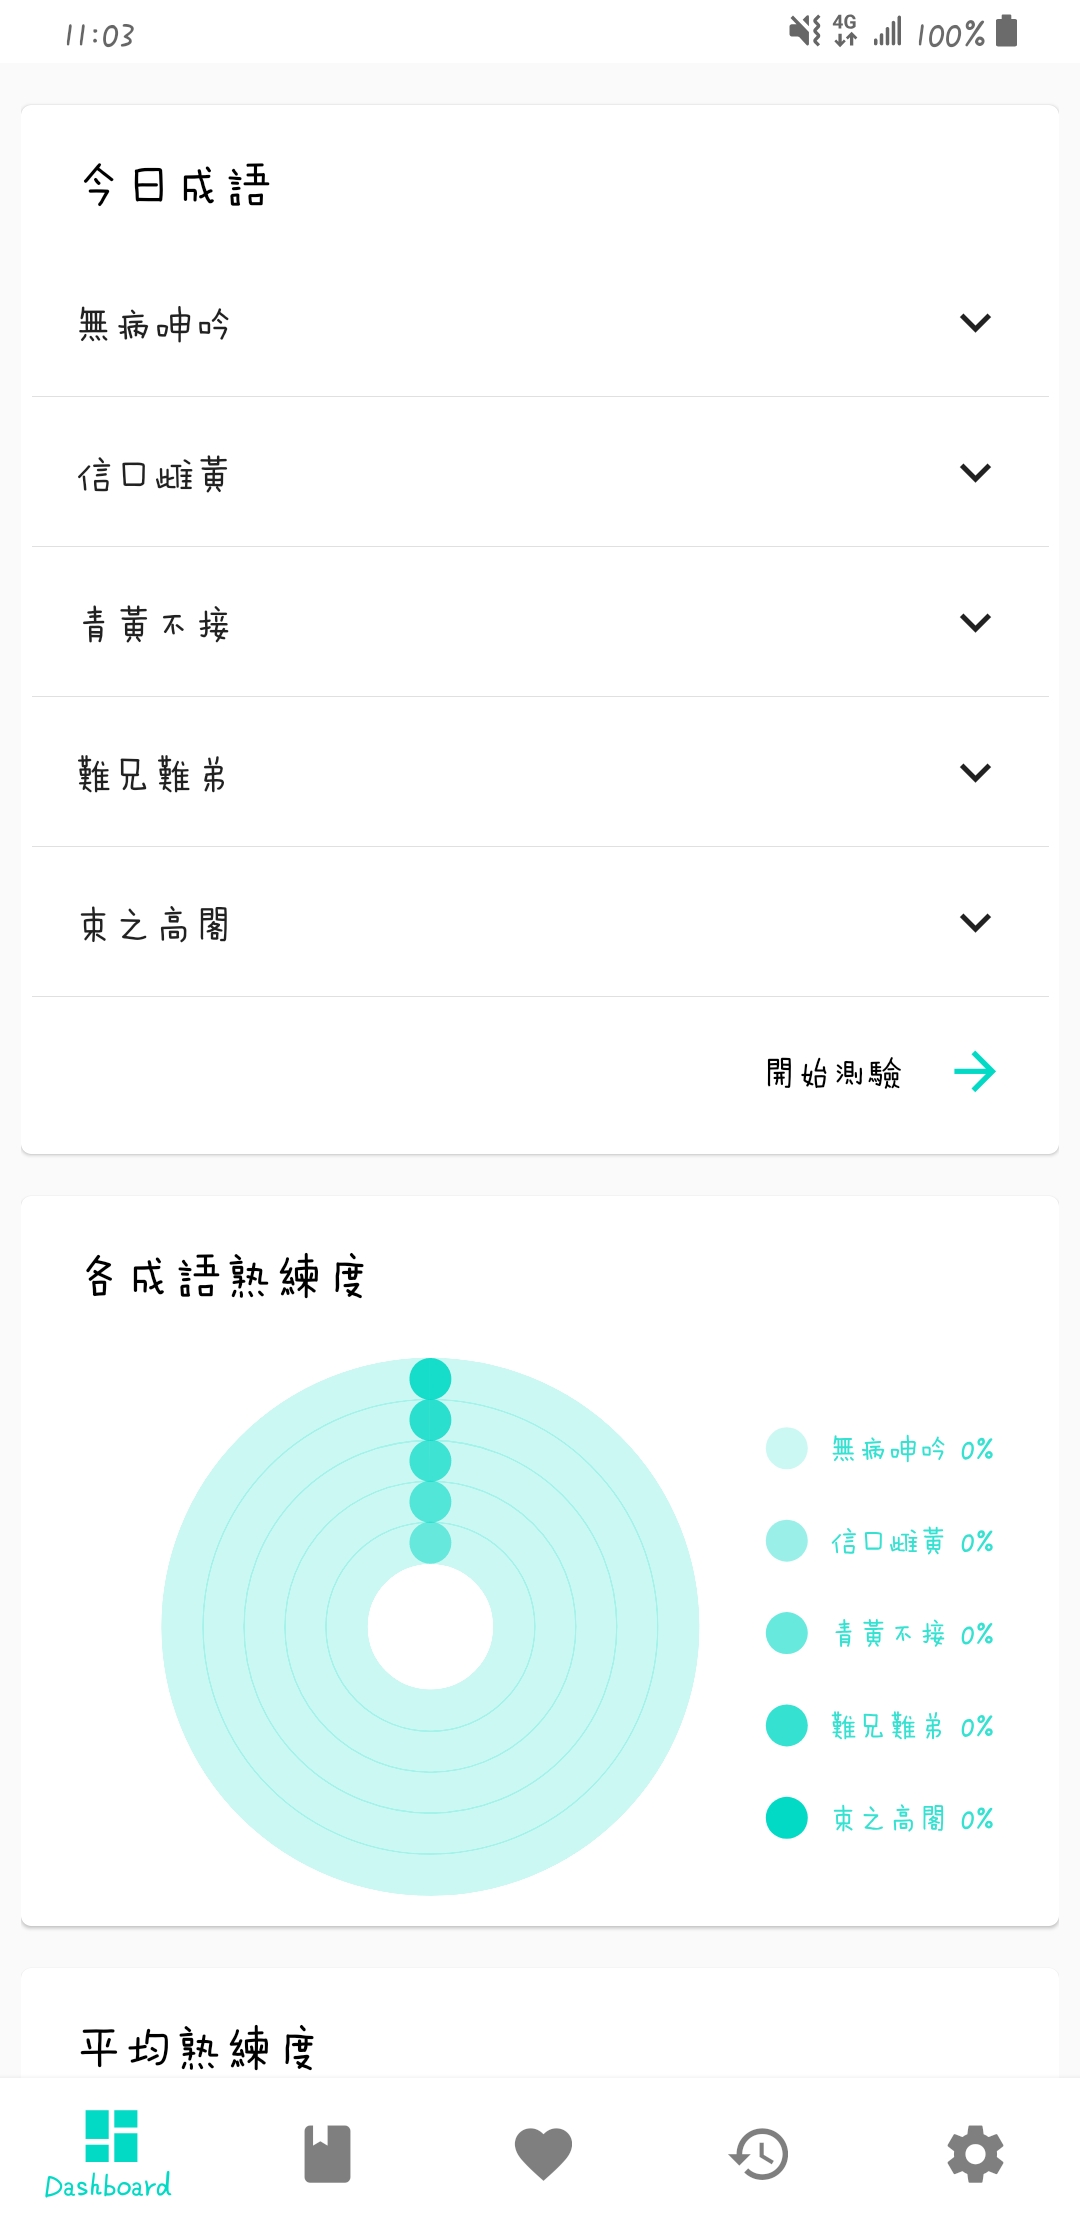 11:03 4G 100%
今日成語
無病呻吟
信口雌黃
青黃不接
難兄難弟
束之高閣
開始測驗
各成語熟練度
無病呻吟 0%
信口雌黃 0%
青黃不接 0%
難兄難弟 0%
束之高閣 0%
平均熟練度
Dashboard